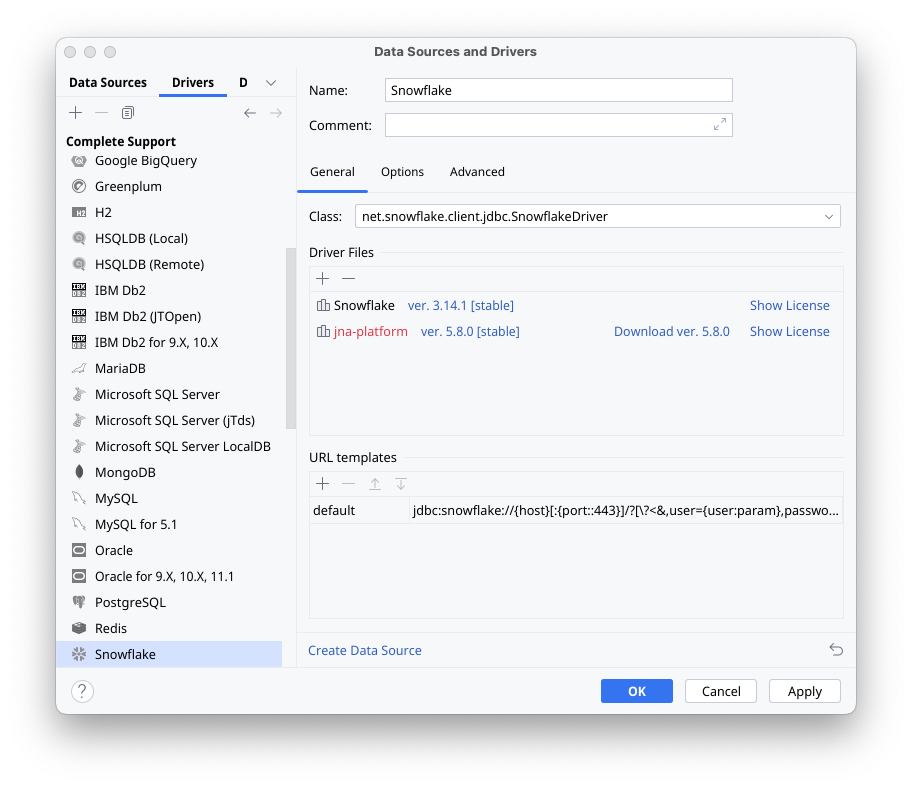 Data Sources and Drivers
Data Sources Drivers D
Complete Support
Google BigQuery
Greenplum
H2
HSQLDB (Local)
HSQLDB (Remote)
IBM Db2
IBM Db2 (JTOpen)
IBM Db2 for 9.X, 10.X
MariaDB
Microsoft SQL Server
Microsoft SQL Server (jTds)
Microsoft SQL Server LocalDB
MongoDB
MySQL
MySQL for 5.1
Oracle
Oracle for 9.X, 10.X, 11.1
PostgreSQL
Redis
Snowflake
Name: Snowflake
Comment:
General Options Advanced
Class: net.snowflake.client.jdbc.SnowflakeDriver
Driver Files
Snowflake ver. 3.14.1 [stable] Show License
jna-platform ver. 5.8.0 [stable] Download ver. 5.8.0 Show License
URL templates
default jdbc:snowflake://{host}[:{port::443}]/?[\?<&,user={user:param},passwo...
Create Data Source
? OK Cancel Apply